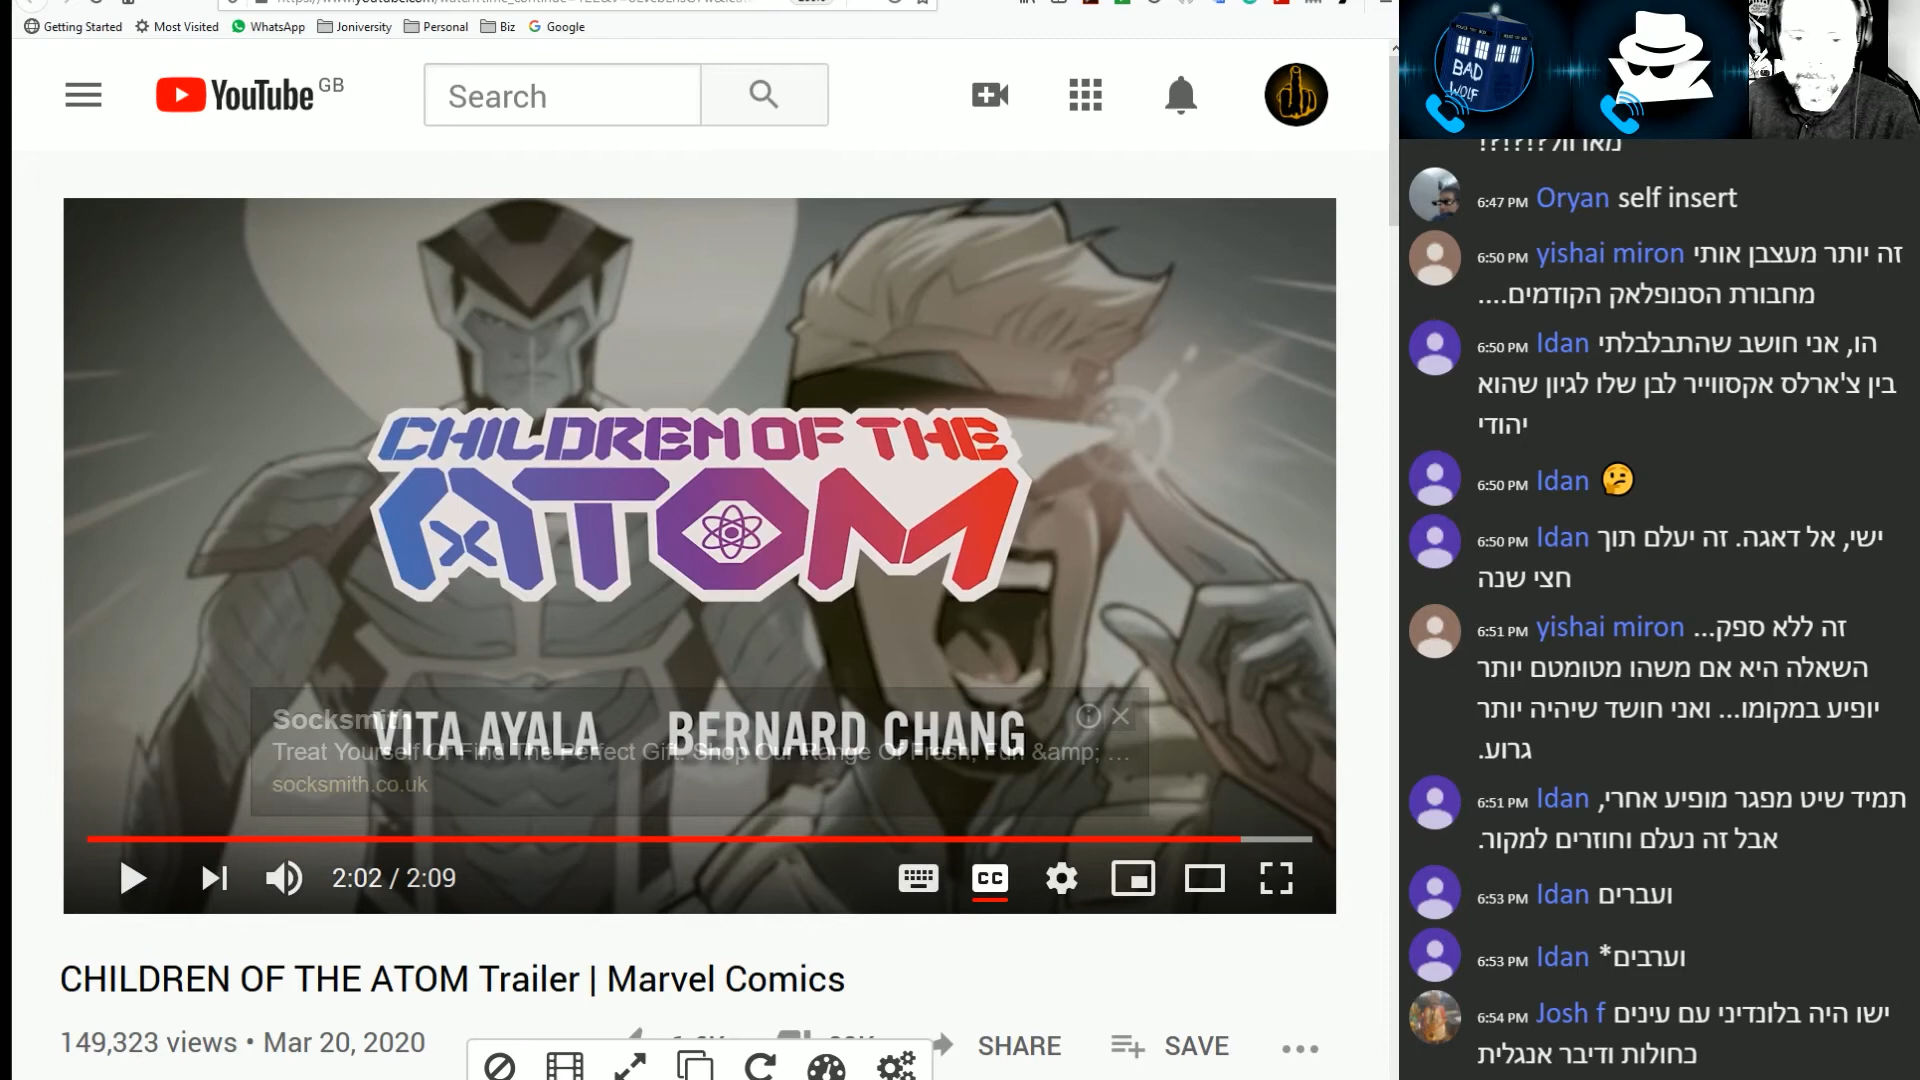 Getting Started Most Visited WhatsApp Joniversity Personal Biz Google
YouTube GB
Search
CHILDREN OF THE
ATOM
VITA AYALA BERNARD CHANG
Socksmith
Treat Yourself Or Find The Perfect Gift. Shop Our Range Of Fresh, Fun &amp; ...
socksmith.co.uk
2:02 / 2:09
CC
CHILDREN OF THE ATOM Trailer | Marvel Comics
149,323 views • Mar 20, 2020
SHARE SAVE
BAD
WOLF
6:47 PM Oryan self insert
6:50 PM yishai miron זה יותר מעצבן אותי
מחבורת הסנופלאק הקודמים....
6:50 PM Idan הו, אני חושב שהתבלבלתי
בין צ'ארלס אקסווייר לבן שלו לגיון שהוא
יהודי
6:50 PM Idan 🤔
6:50 PM Idan ישי, אל דאגה. זה יעלם תוך
חצי שנה
6:51 PM yishai miron זה ללא ספק...
השאלה היא אם משהו מטומטם יותר
יופיע במקומו... ואני חושד שיהיה יותר
גרוע.
6:51 PM Idan תמיד שיט מפגר מופיע אחרי,
אבל זה נעלם וחוזרים למקור.
6:53 PM Idan ועברים
6:53 PM Idan וערבים*
6:54 PM Josh f ישו היה בלונדיני עם עינים
כחולות ודיבר אנגלית